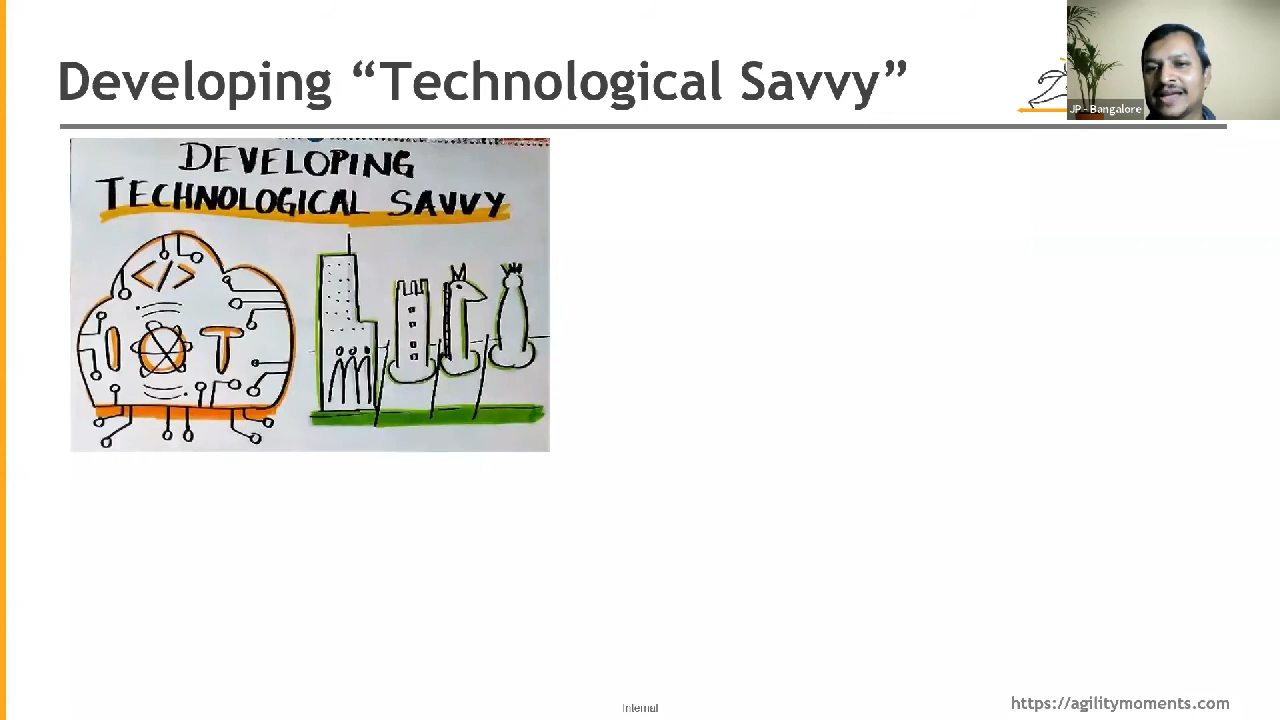 Developing “Technological Savvy”
JP - Bangalore
DEVELOPING
TECHNOLOGICAL SAVVY
</>
IOT
Internal
https://agilitymoments.com